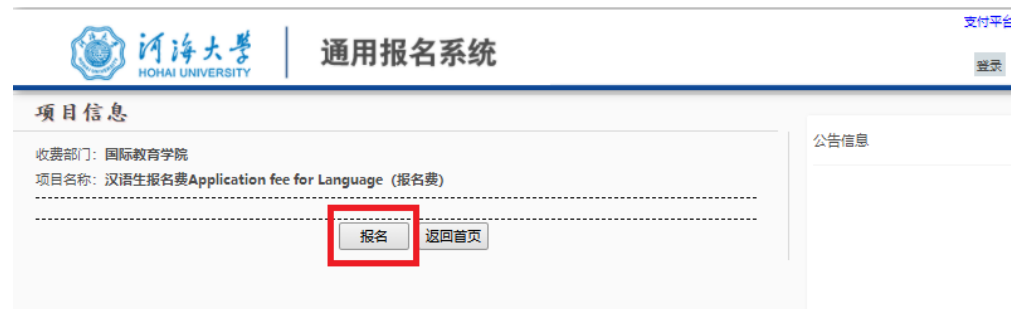 支付平台
河海大学
HOHAI UNIVERSITY
通用报名系统
登录
项目信息
公告信息
收费部门：国际教育学院
项目名称：汉语生报名费Application fee for Language（报名费）
报名 返回首页